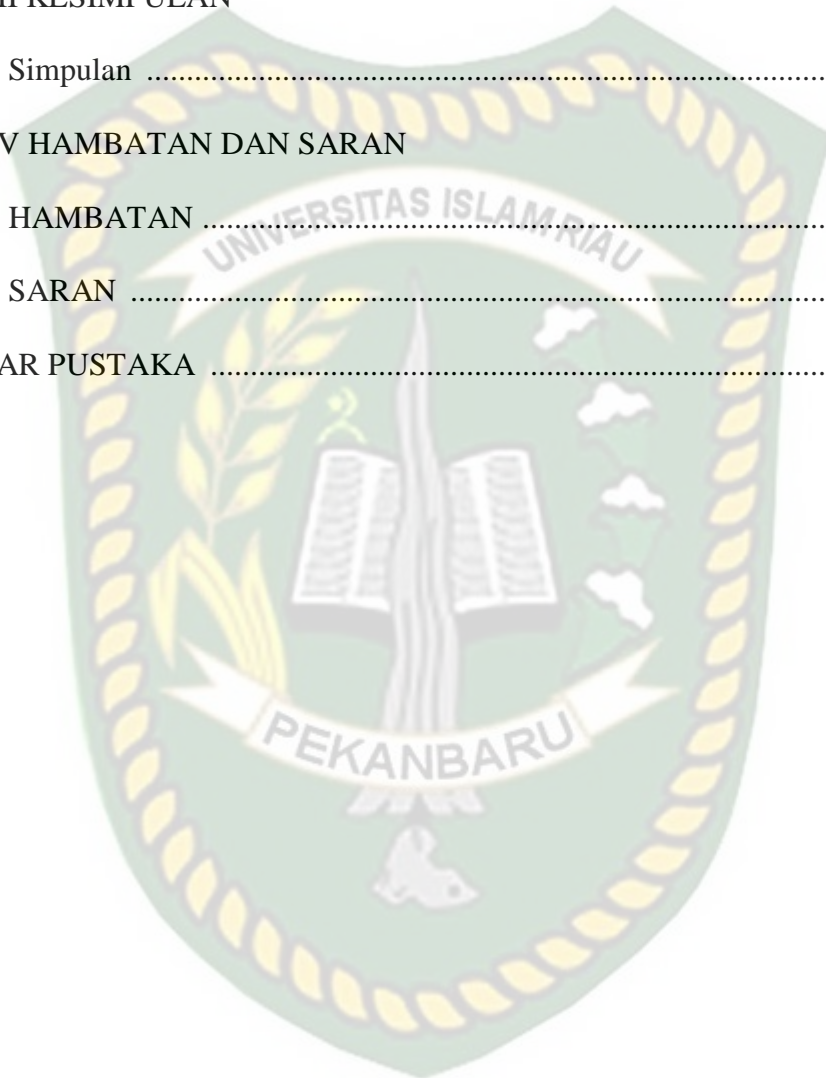 KESIMPULAN
Simpulan ....................................................................................
V HAMBATAN DAN SARAN
UNIVERSITAS ISLAM RIAU
HAMBATAN .............................................................................
SARAN ......................................................................................
AR PUSTAKA ............................................................................
PEKANBARU